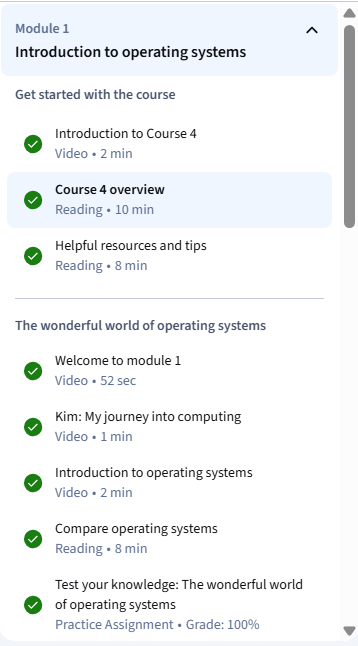 Module 1
Introduction to operating systems
Get started with the course
Introduction to Course 4
Video • 2 min
Course 4 overview
Reading • 10 min
Helpful resources and tips
Reading • 8 min
The wonderful world of operating systems
Welcome to module 1
Video • 52 sec
Kim: My journey into computing
Video • 1 min
Introduction to operating systems
Video • 2 min
Compare operating systems
Reading • 8 min
Test your knowledge: The wonderful world
of operating systems
Practice Assignment • Grade: 100%